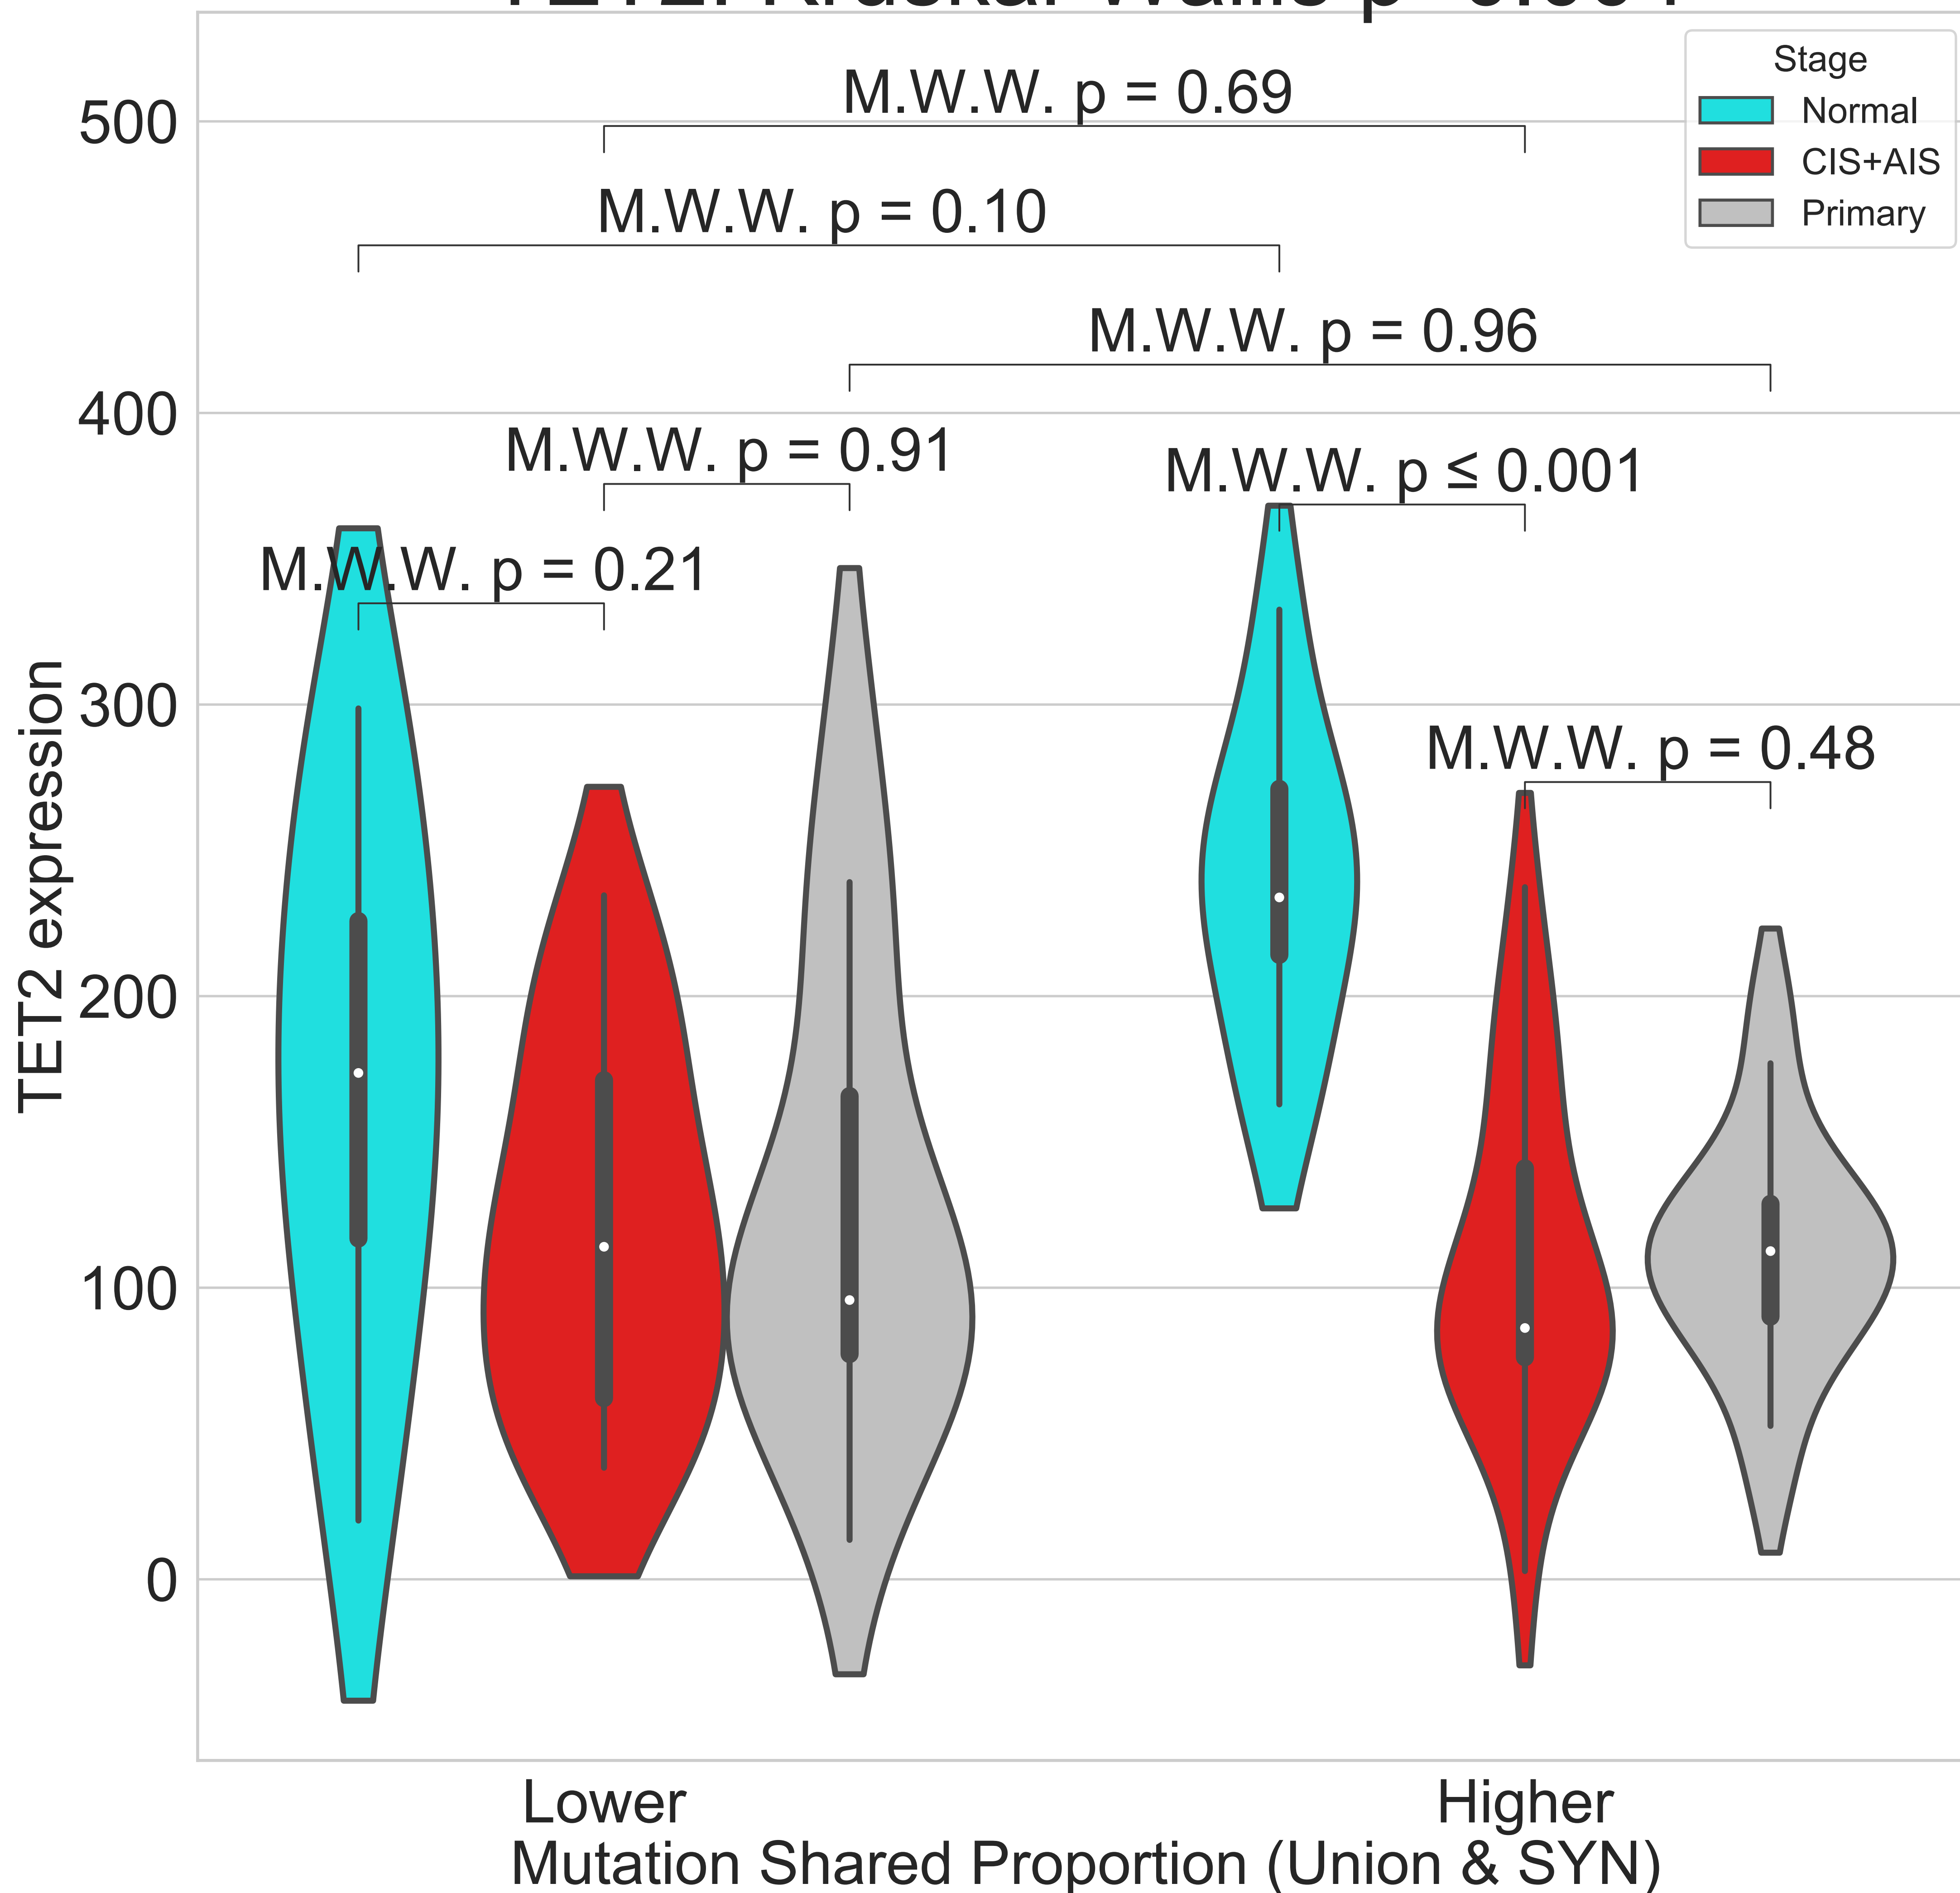 Stage
Normal
CIS+AIS
Primary
M.W.W. p = 0.69
M.W.W. p = 0.10
M.W.W. p = 0.96
M.W.W. p = 0.91
M.W.W. p ≤ 0.001
M.W.W. p = 0.21
M.W.W. p = 0.48
500
400
300
200
100
0
TET2 expression
Lower
Higher
Mutation Shared Proportion (Union & SYN)